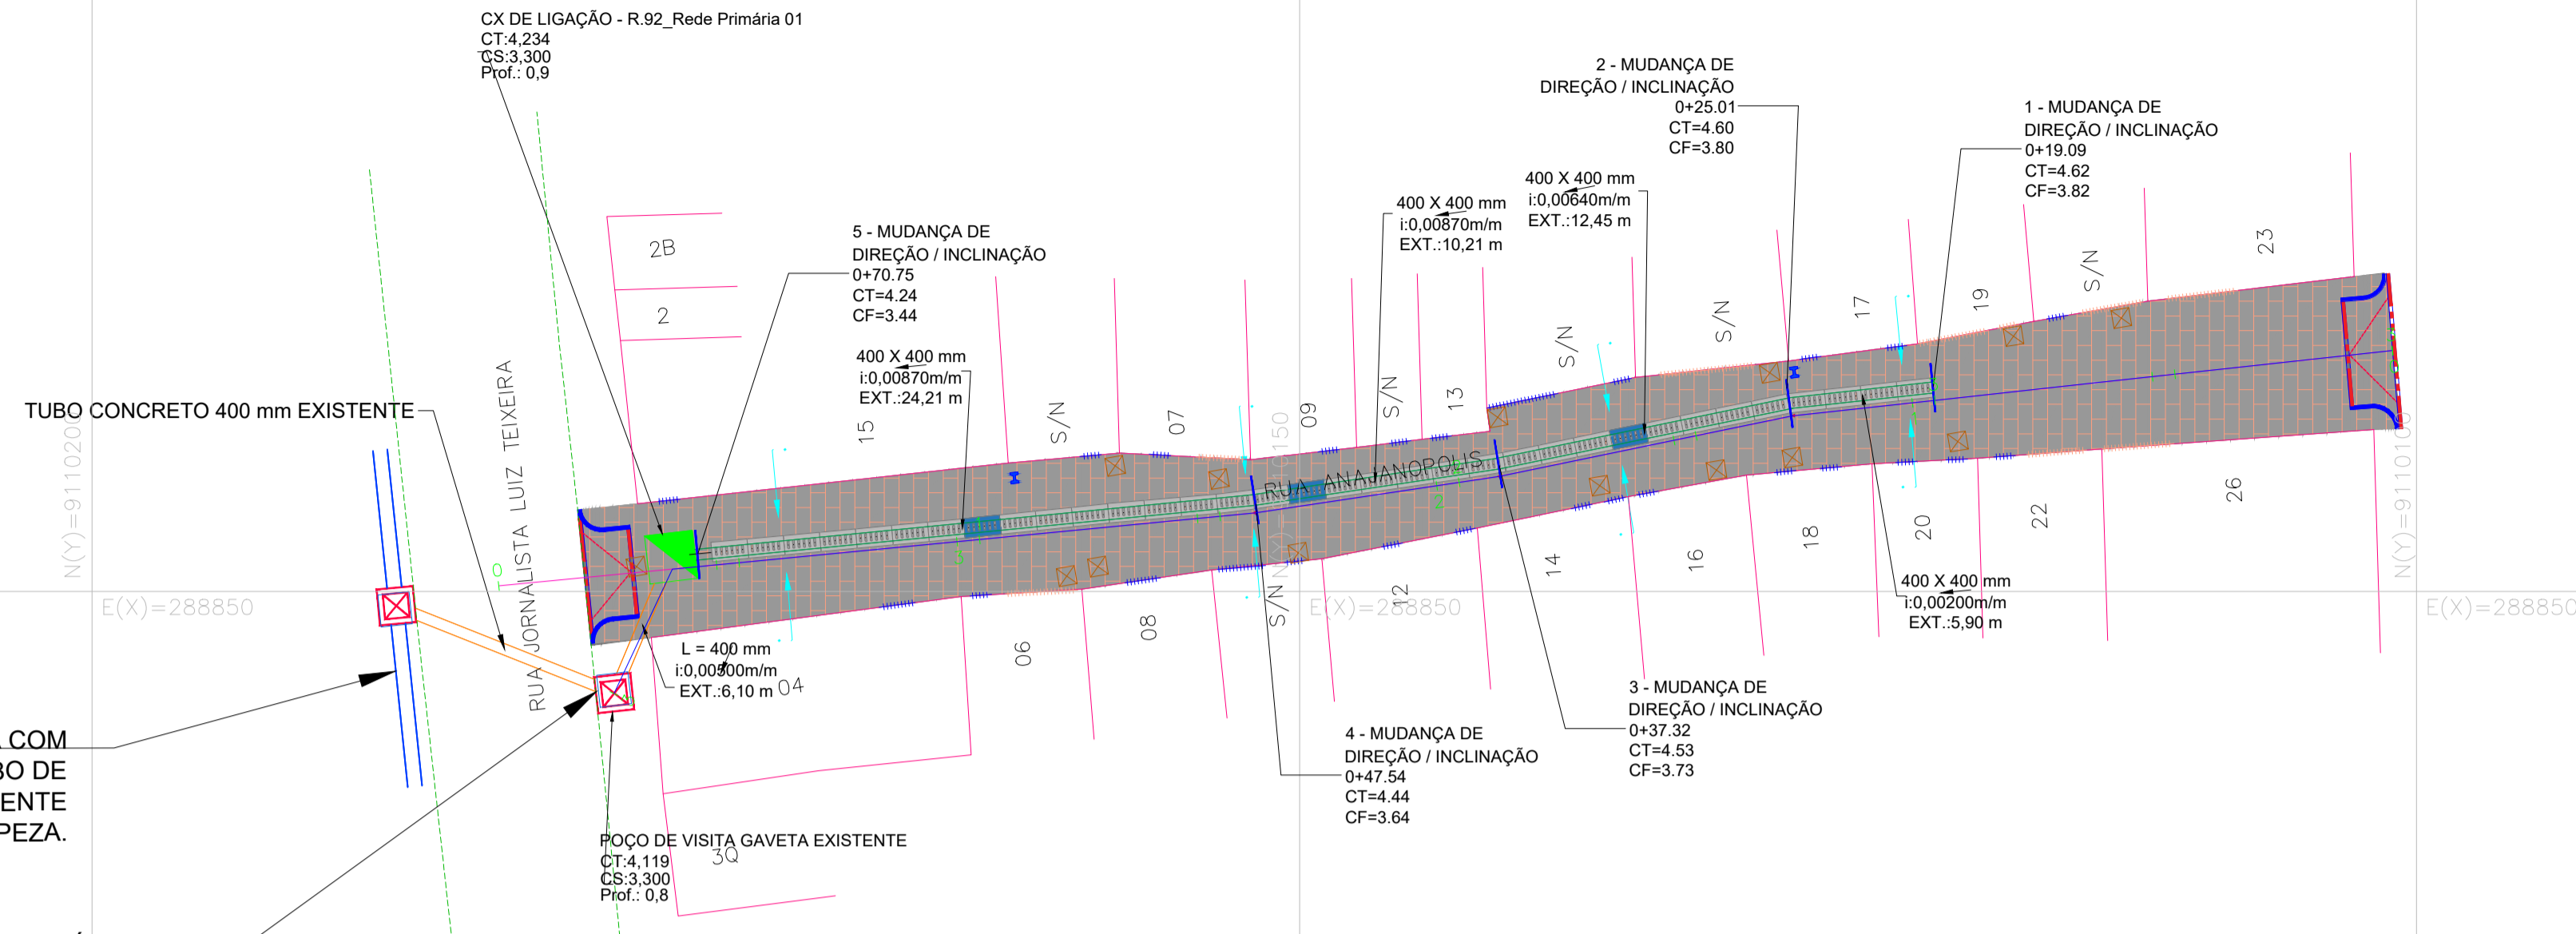 CX DE LIGAÇÃO - R.92_Rede Primária 01
CT:4,234
CS:3,300
Prof.: 0,9
2 - MUDANÇA DE
DIREÇÃO / INCLINAÇÃO
0+25.01
CT=4.60
CF=3.80
1 - MUDANÇA DE
DIREÇÃO / INCLINAÇÃO
0+19.09
CT=4.62
CF=3.82
400 X 400 mm
i:0,00640m/m
EXT.:12,45 m
400 X 400 mm
i:0,00870m/m
EXT.:10,21 m
5 - MUDANÇA DE
DIREÇÃO / INCLINAÇÃO
0+70.75
CT=4.24
CF=3.44
400 X 400 mm
i:0,00870m/m
EXT.:24,21 m
2B
2
15
S/N
07
09
S/N
13
S/N
S/N
17
19
S/N
23
TUBO CONCRETO 400 mm EXISTENTE
RUA JORNALISTA LUIZ TEIXEIRA
RUA ANAJANOPOLIS
N(Y)=9110200
N(Y)=9110150
N(Y)=9110100
E(X)=288850
E(X)=288850
E(X)=288850
0
L = 400 mm
i:0,00500m/m
EXT.:6,10 m
04
06
08
S/N
12
14
16
18
20
22
26
400 X 400 mm
i:0,00200m/m
EXT.:5,90 m
3 - MUDANÇA DE
DIREÇÃO / INCLINAÇÃO
0+37.32
CT=4.53
CF=3.73
4 - MUDANÇA DE
DIREÇÃO / INCLINAÇÃO
0+47.54
CT=4.44
CF=3.64
COM
BO DE
ENTE
PEZA.
POÇO DE VISITA GAVETA EXISTENTE
CT:4,119
CS:3,300
Prof.: 0,8
3Q